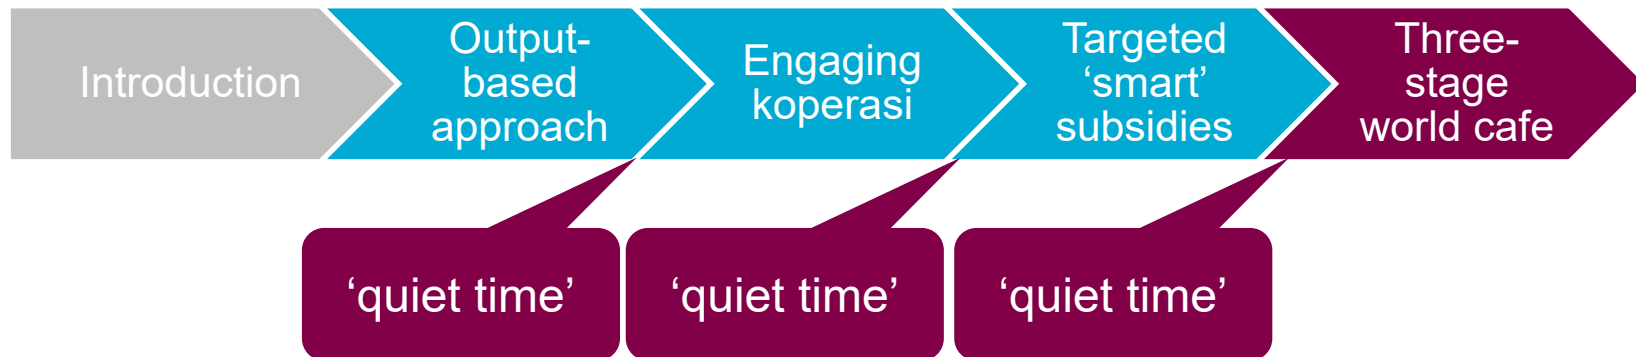 Introduction
Output-
based
approach
Engaging
koperasi
Targeted
‘smart’
subsidies
Three-
stage
world cafe
‘quiet time’
‘quiet time’
‘quiet time’